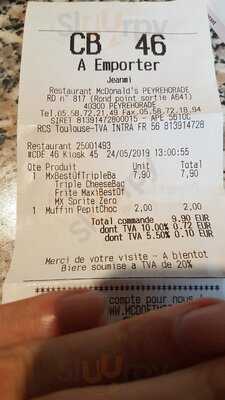 CB 46
A Emporter
Jeanmi
Restaurant McDonald's PEYREHORADE
RD n° 817 (Rond point sortie A641)
40300 PEYREHORADE
Tel.05.58.72.21.49 Fax.05.58.72.18.94
SIRET 81391472800015 - APE 5610C
RCS Toulouse-TVA INTRA FR 56 813914728
Restaurant 25001493
#CDE 46 Kiosk 45 24/05/2019 13:00:55
Qte Produit Unit Total
1 MxBestOfTripleBa 7,90 7,90
Triple CheeseBac
Frite MaxiBestOf
MX Sprite Zero
1 Muffin PepitChoc 2,00 2,00
Total commande 9.90 EUR
dont TVA 10.00% 0.72 EUR
dont TVA 5.50% 0.10 EUR
Merci de votre visite - A bientot
Biere soumise a TVA de 20%
compte pour nous !